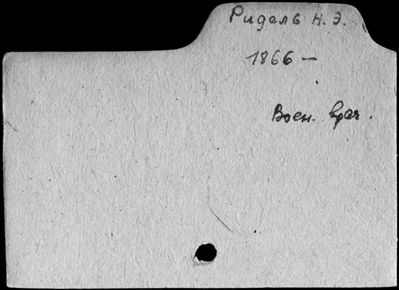 Ридель Н. Э.
1866 —
Воен. врач.